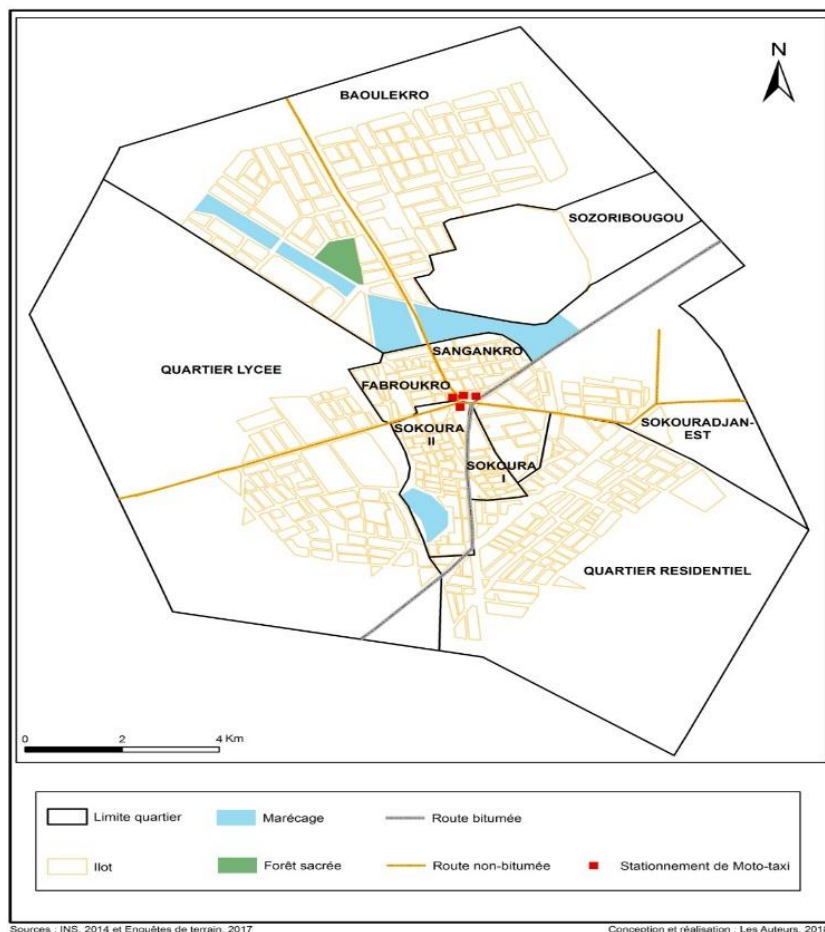 N
BAOULEKRO
SOZORIBOUGOU
SANGANKRO
QUARTIER LYCEE
FABROUKRO
SOKOURA
II
SOKOURADJAN-
EST
SOKOURA
I
QUARTIER RESIDENTIEL
0 2 4 Km
Limite quartier
Marécage
Route bitumée
Ilot
Forêt sacrée
Route non-bitumée
Stationnement de Moto-taxi
Sources : INS, 2014 et Enquêtes de terrain, 2017
Conception et réalisation : Les Auteurs, 2018